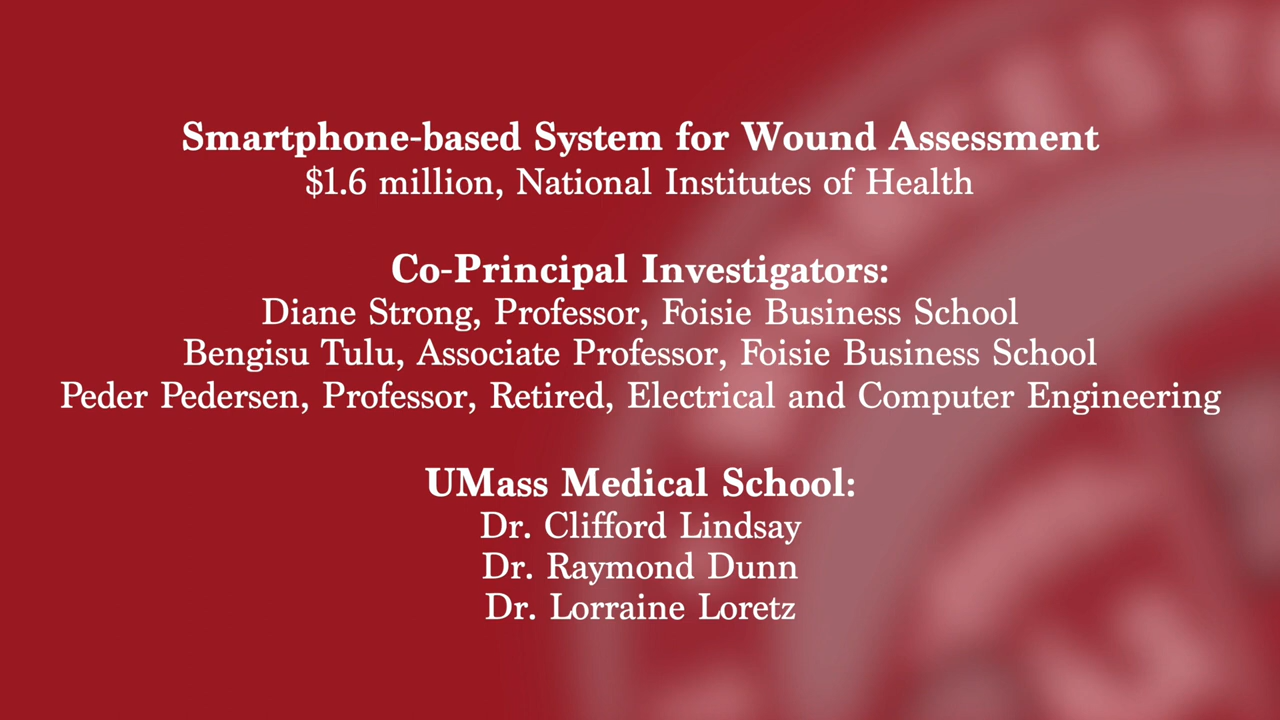 Smartphone-based System for Wound Assessment
$1.6 million, National Institutes of Health
Co-Principal Investigators:
Diane Strong, Professor, Foisie Business School
Bengisu Tulu, Associate Professor, Foisie Business School
Peder Pedersen, Professor, Retired, Electrical and Computer Engineering
UMass Medical School:
Dr. Clifford Lindsay
Dr. Raymond Dunn
Dr. Lorraine Loretz